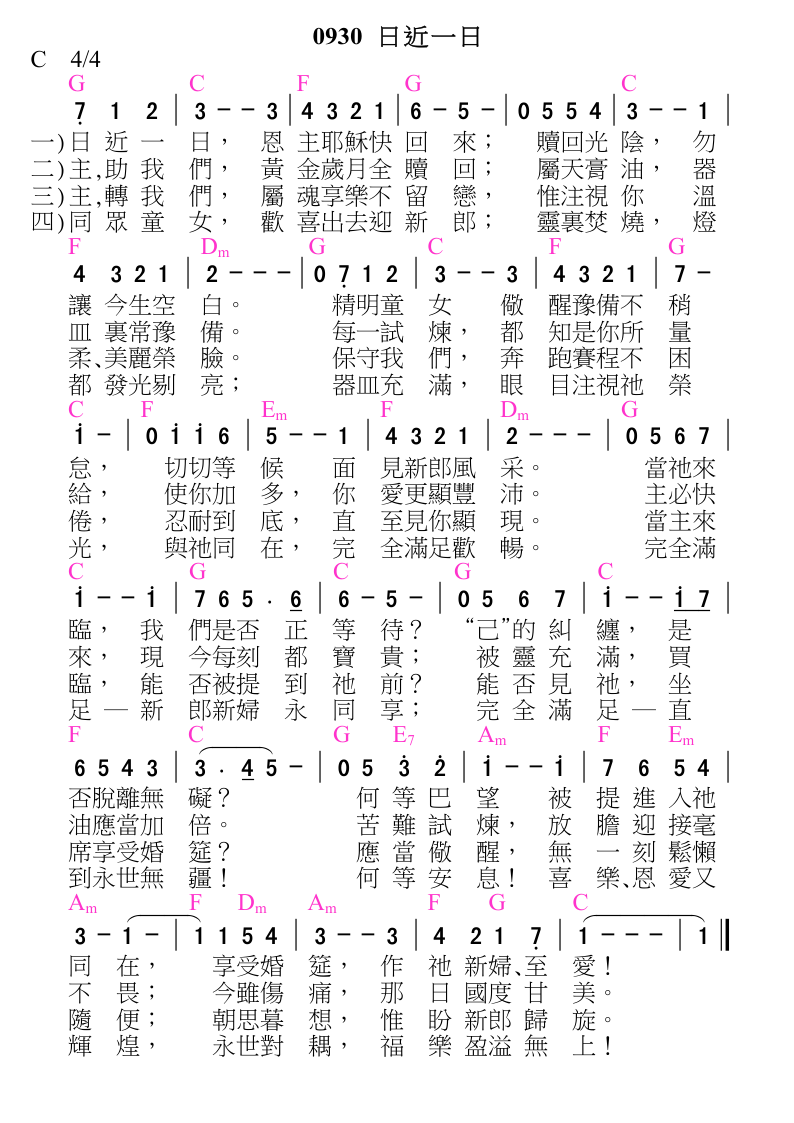 0930 日近一日
C 4/4
G C F G C
7̣ 1 2 | 3 - - 3 | 4 3 2 1 | 6 - 5 - | 0 5 5 4 | 3 - - 1 |
一)日 近 一 日， 恩 主耶穌快 回 來； 贖回光 陰， 勿
二)主,助 我 們， 黃 金歲月全 贖 回； 屬天膏 油， 器
三)主,轉 我 們， 屬 魂享樂不 留 戀， 惟注視 你 溫
四)同 眾 童 女， 歡 喜出去迎 新 郎； 靈裏焚 燒， 燈
F Dm G C F G
4 3 2 1 | 2 - - - | 0 7̣ 1 2 | 3 - - 3 | 4 3 2 1 | 7 -
讓 今生空 白。 精明童 女 儆 醒豫備不 稍
皿 裏常豫 備。 每一試 煉， 都 知是你所 量
柔、美麗榮 臉。 保守我 們， 奔 跑賽程不 困
都 發光剔 亮； 器皿充 滿， 眼 目注視祂 榮
C F Em F Dm G
1̇ - | 0 1̇ 1̇ 6 | 5 - - 1 | 4 3 2 1 | 2 - - - | 0 5 6 7 |
怠， 切切等 候 面 見新郎風 采。 當祂來
給， 使你加 多， 你 愛更顯豐 沛。 主必快
倦， 忍耐到 底， 直 至見你顯 現。 當主來
光， 與祂同 在， 完 全滿足歡 暢。 完全滿
C G C G C
1̇ - - 1̇ | 7 6 5 . 6 | 6 - 5 - | 0 5 6 7 | 1̇ - - 1̇ 7 |
臨， 我 們是否 正 等 待？ “己”的 糾 纏， 是
來， 現 今每刻 都 寶 貴； 被 靈 充 滿， 買
臨， 能 否被提 到 祂 前？ 能 否 見 祂， 坐
足 — 新 郎新婦 永 同 享； 完 全 滿 足 — 直
F C G E7 Am F Em
6 5 4 3 | 3 . 4 5 - | 0 5 3̇ 2̇ | 1̇ - - 1̇ | 7 6 5 4 |
否脫離無 礙？ 何 等 巴 望 被 提 進 入祂
油應當加 倍。 苦 難 試 煉， 放 膽 迎 接毫
席享受婚 筵？ 應 當 儆 醒， 無 一 刻 鬆懶
到永世無 疆！ 何 等 安 息！ 喜 樂、恩 愛又
Am F Dm Am F G C
3 - 1 - | 1 1 5 4 | 3 - - 3 | 4 2 1 7̣ | 1 - - - | 1 ‖
同 在， 享受婚 筵， 作 祂 新婦、至 愛！
不 畏； 今雖傷 痛， 那 日 國度 甘 美。
隨 便； 朝思暮 想， 惟 盼 新郎 歸 旋。
輝 煌， 永世對 耦， 福 樂 盈溢 無 上！